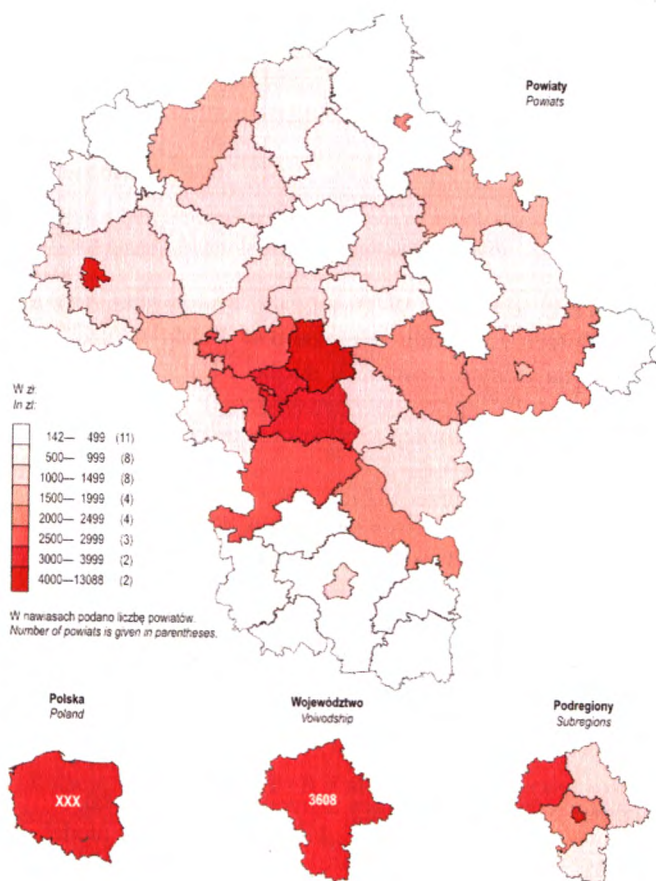 Powiaty
Powiats
W zł:
In zl:
142— 499 (11)
500— 999 (8)
1000— 1499 (8)
1500— 1999 (4)
2000— 2499 (4)
2500— 2999 (3)
3000— 3999 (2)
4000—13088 (2)
W nawiasach podano liczbę powiatów.
Number of powiats is given in parentheses.
Polska
Poland
XXX
Województwo
Voivodship
3608
Podregiony
Subregions